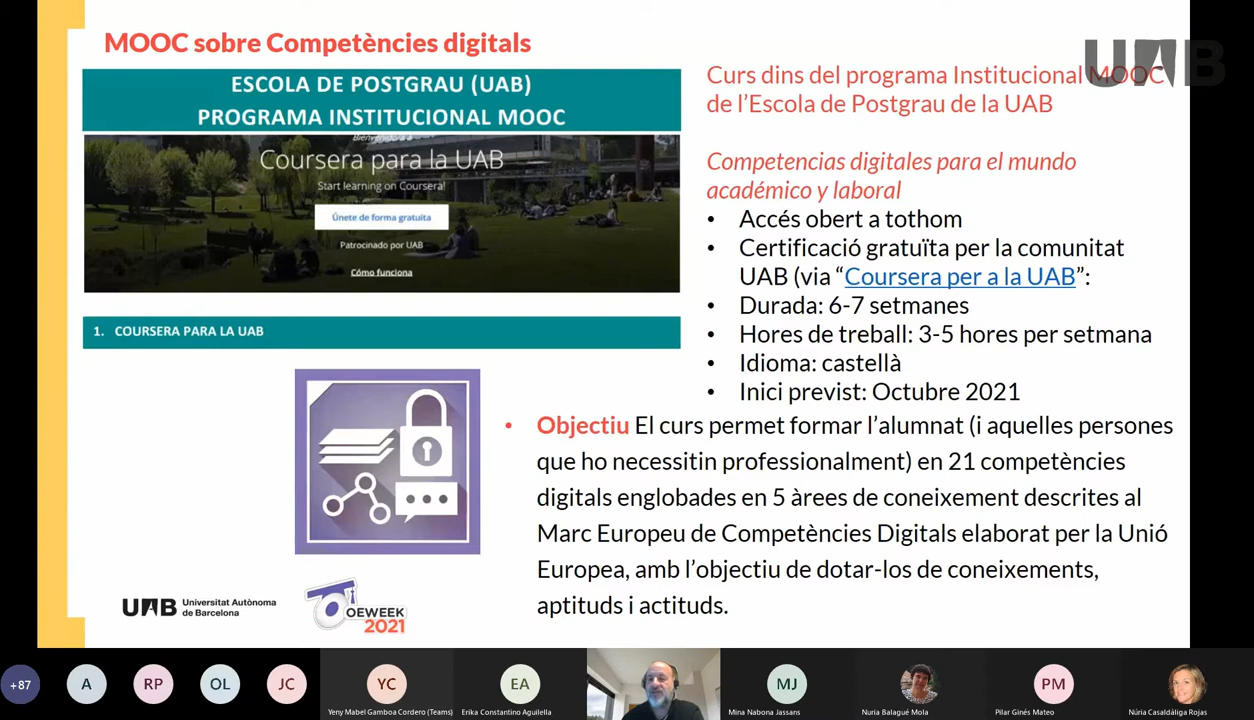 MOOC sobre Competències digitals
UAB
ESCOLA DE POSTGRAU (UAB)
PROGRAMA INSTITUCIONAL MOOC
Bienvenido a
Coursera para la UAB
Start learning on Coursera!
Únete de forma gratuita
Patrocinado por UAB
Cómo funciona
1. COURSERA PARA LA UAB
Curs dins del programa Institucional MOOC
de l’Escola de Postgrau de la UAB
Competencias digitales para el mundo
académico y laboral
• Accés obert a tothom
• Certificació gratuïta per la comunitat
UAB (via “Coursera per a la UAB”:
• Durada: 6-7 setmanes
• Hores de treball: 3-5 hores per setmana
• Idioma: castellà
• Inici previst: Octubre 2021
• Objectiu El curs permet formar l’alumnat (i aquelles persones
que ho necessitin professionalment) en 21 competències
digitals englobades en 5 àrees de coneixement descrites al
Marc Europeu de Competències Digitals elaborat per la Unió
Europea, amb l’objectiu de dotar-los de coneixements,
aptituds i actituds.
UAB Universitat Autònoma
de Barcelona
OEWEEK
2021
+87
A
RP
OL
JC
YC
Yeny Mabel Gamboa Cordero (Teams)
EA
Erika Constantino Aguilella
MJ
Mina Nabona Jassans
Nuria Balagué Mola
PM
Pilar Ginés Mateo
Núria Casaldàliga Rojas